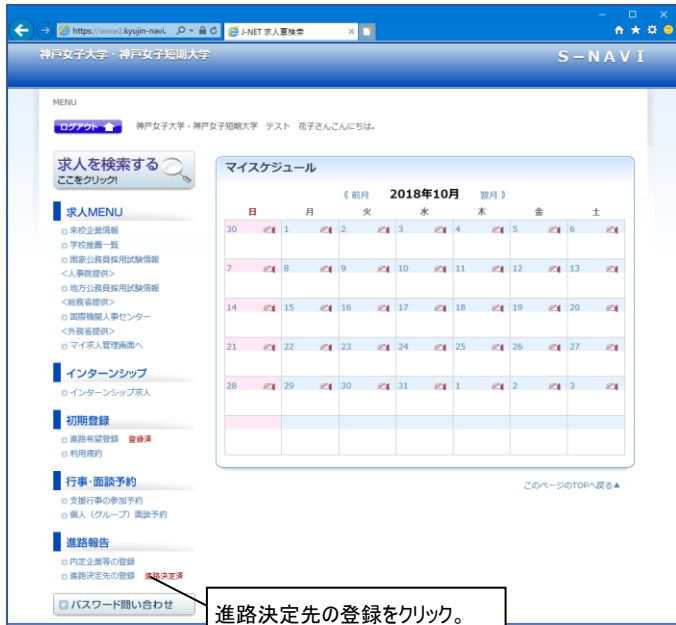 https://www2.kyujin-navi.
J-NET 求人票検索
神戸女子大学・神戸女子短期大学
S－NAVI
MENU
ログアウト
神戸女子大学・神戸女子短期大学 テスト 花子さんこんにちは。
求人を検索する
ここをクリック!
求人MENU
来校企業情報
学校推薦一覧
国家公務員採用試験情報
<人事院提供>
地方公務員採用試験情報
<総務省提供>
国際機関人事センター
<外務省提供>
マイ求人管理画面へ
インターンシップ
インターンシップ求人
初期登録
進路希望登録 登録済
利用規約
行事・面談予約
支援行事の参加予約
個人（グループ）面談予約
進路報告
内定企業等の登録
進路決定先の登録 進路決定済
パスワード問い合わせ
マイスケジュール
《 前月 2018年10月 翌月 》
日 月 火 水 木 金 土
30 1 2 3 4 5 6
7 8 9 10 11 12 13
14 15 16 17 18 19 20
21 22 23 24 25 26 27
28 29 30 31 1 2 3
このページのTOPへ戻る▲
進路決定先の登録をクリック。